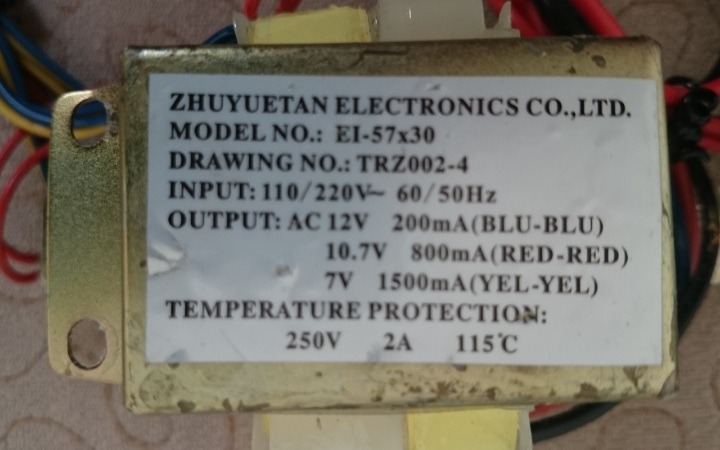 ZHUYUETAN ELECTRONICS CO.,LTD.
MODEL NO.: EI-57x30
DRAWING NO.: TRZ002-4
INPUT: 110/220V~ 60/50Hz
OUTPUT: AC 12V 200mA(BLU-BLU)
10.7V 800mA(RED-RED)
7V 1500mA(YEL-YEL)
TEMPERATURE PROTECTION:
250V 2A 115℃